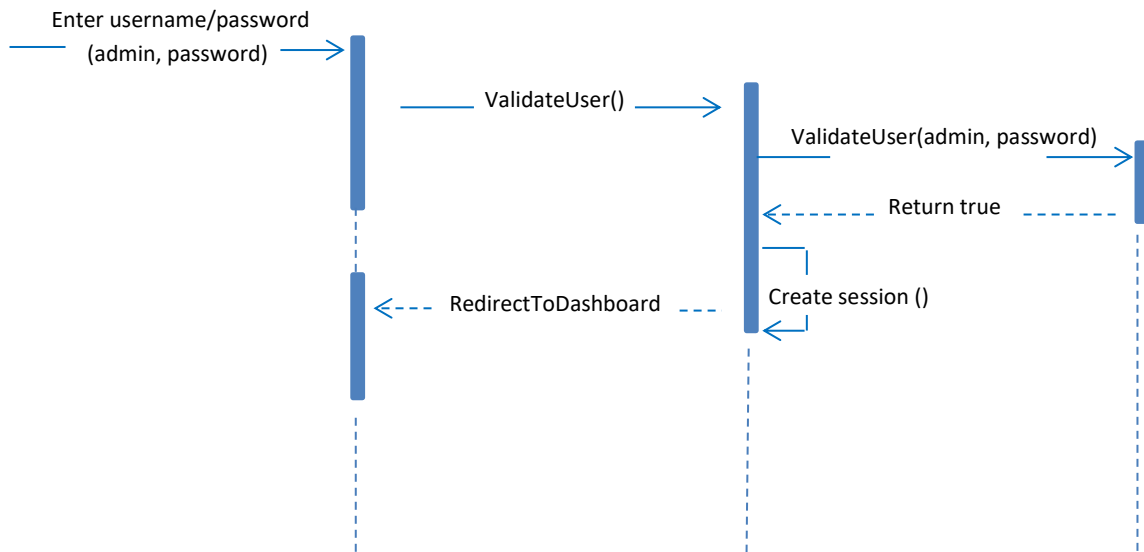 Enter username/password
(admin, password)
ValidateUser()
ValidateUser(admin, password)
Return true
Create session ()
RedirectToDashboard